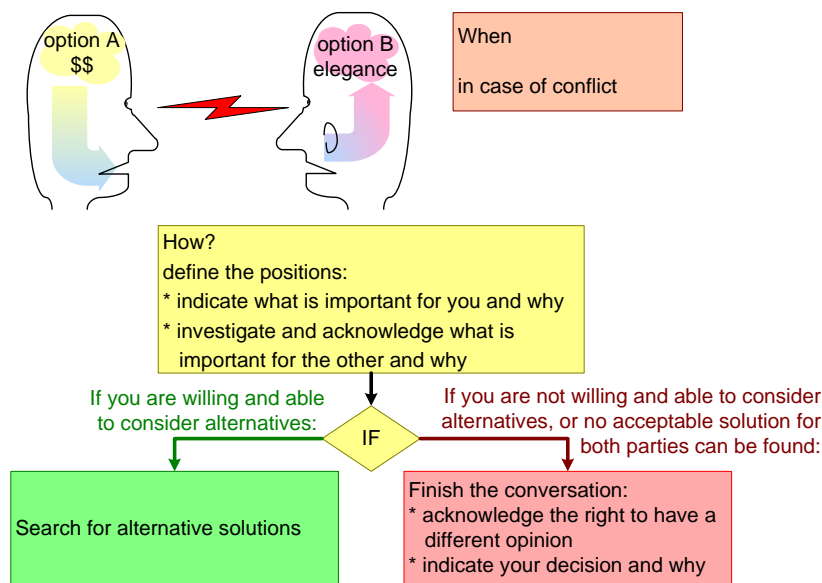 option A
$$
option B
elegance
When
in case of conflict
How?
define the positions:
* indicate what is important for you and why
* investigate and acknowledge what is
important for the other and why
If you are willing and able
to consider alternatives:
IF
If you are not willing and able to consider
alternatives, or no acceptable solution for
both parties can be found:
Search for alternative solutions
Finish the conversation:
* acknowledge the right to have a
different opinion
* indicate your decision and why